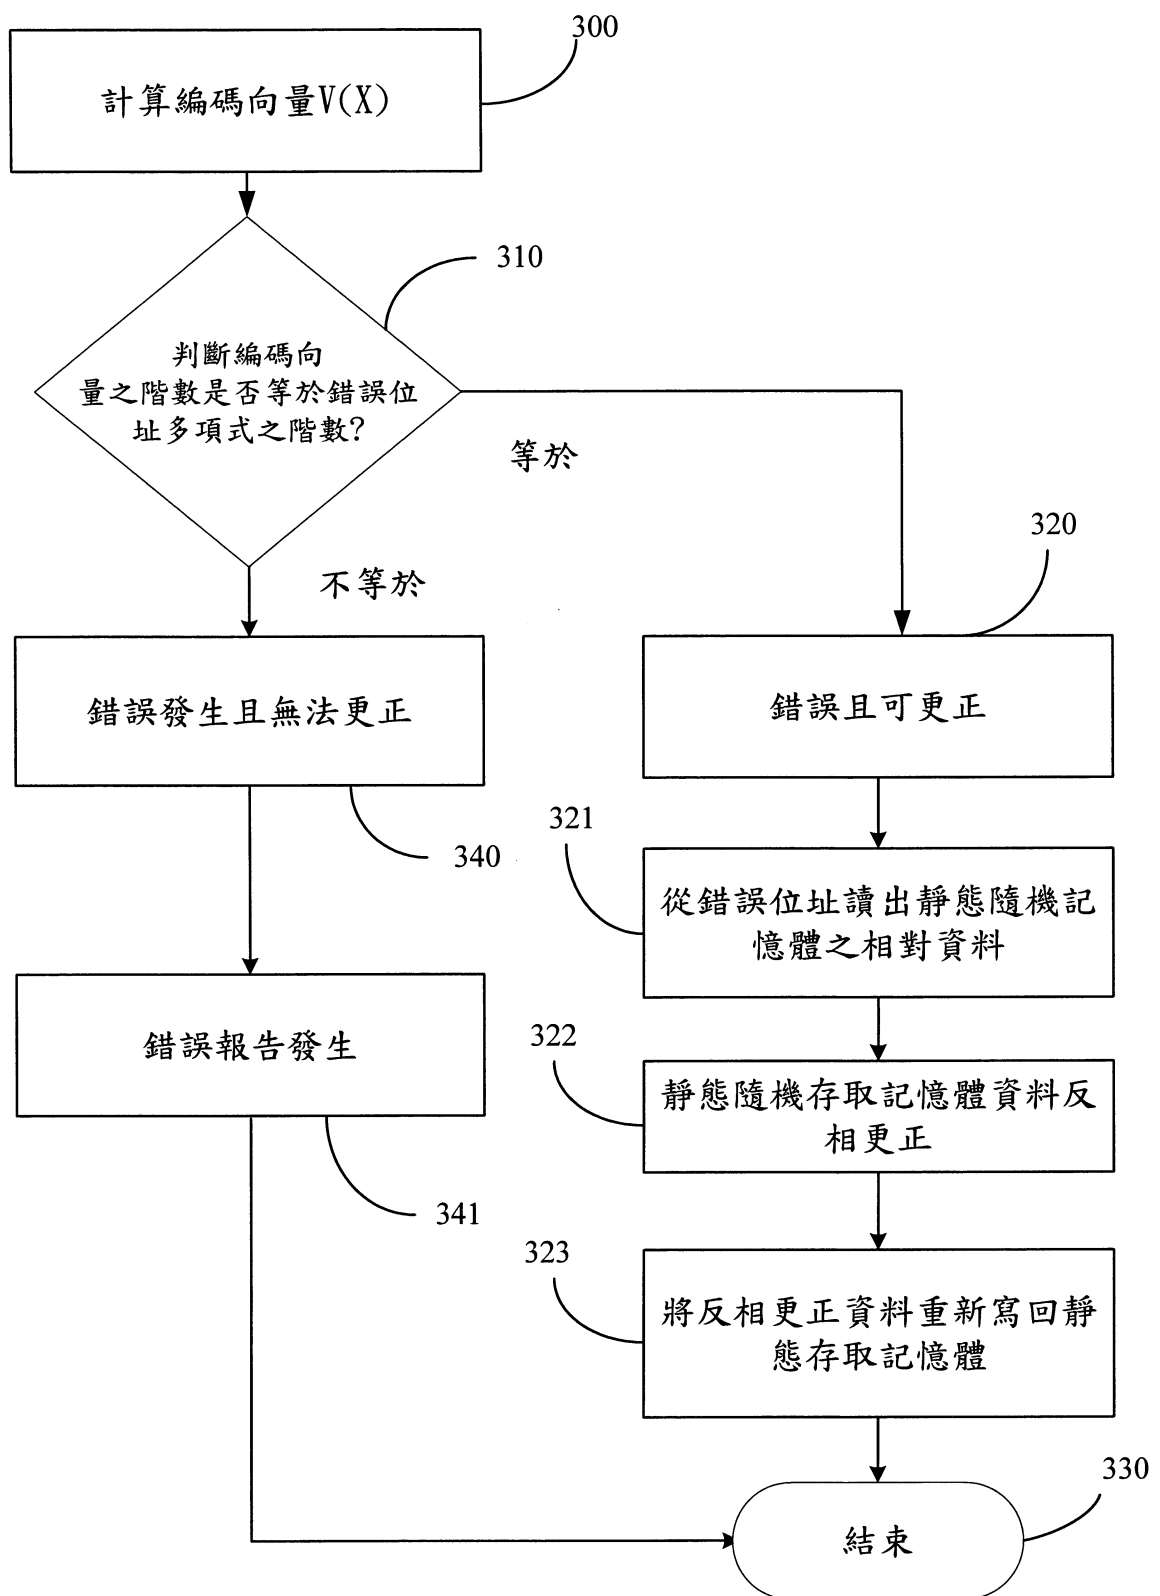 300
計算編碼向量V(X)
310
判斷編碼向
量之階數是否等於錯誤位
址多項式之階數?
等於
不等於
320
錯誤發生且無法更正
340
錯誤且可更正
321
從錯誤位址讀出靜態隨機記
憶體之相對資料
錯誤報告發生
341
322
靜態隨機存取記憶體資料反
相更正
323
將反相更正資料重新寫回靜
態存取記憶體
330
結束